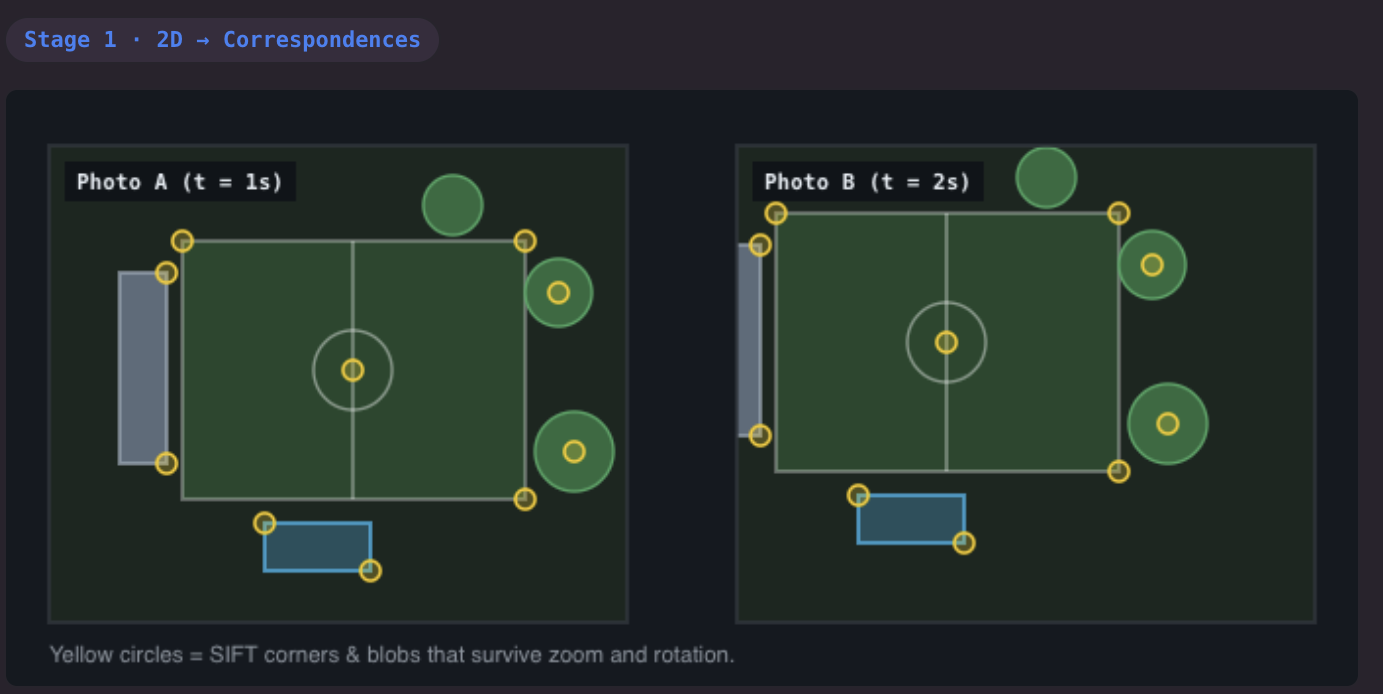 Stage 1 · 2D → Correspondences
Photo A (t = 1s)
Photo B (t = 2s)
Yellow circles = SIFT corners & blobs that survive zoom and rotation.